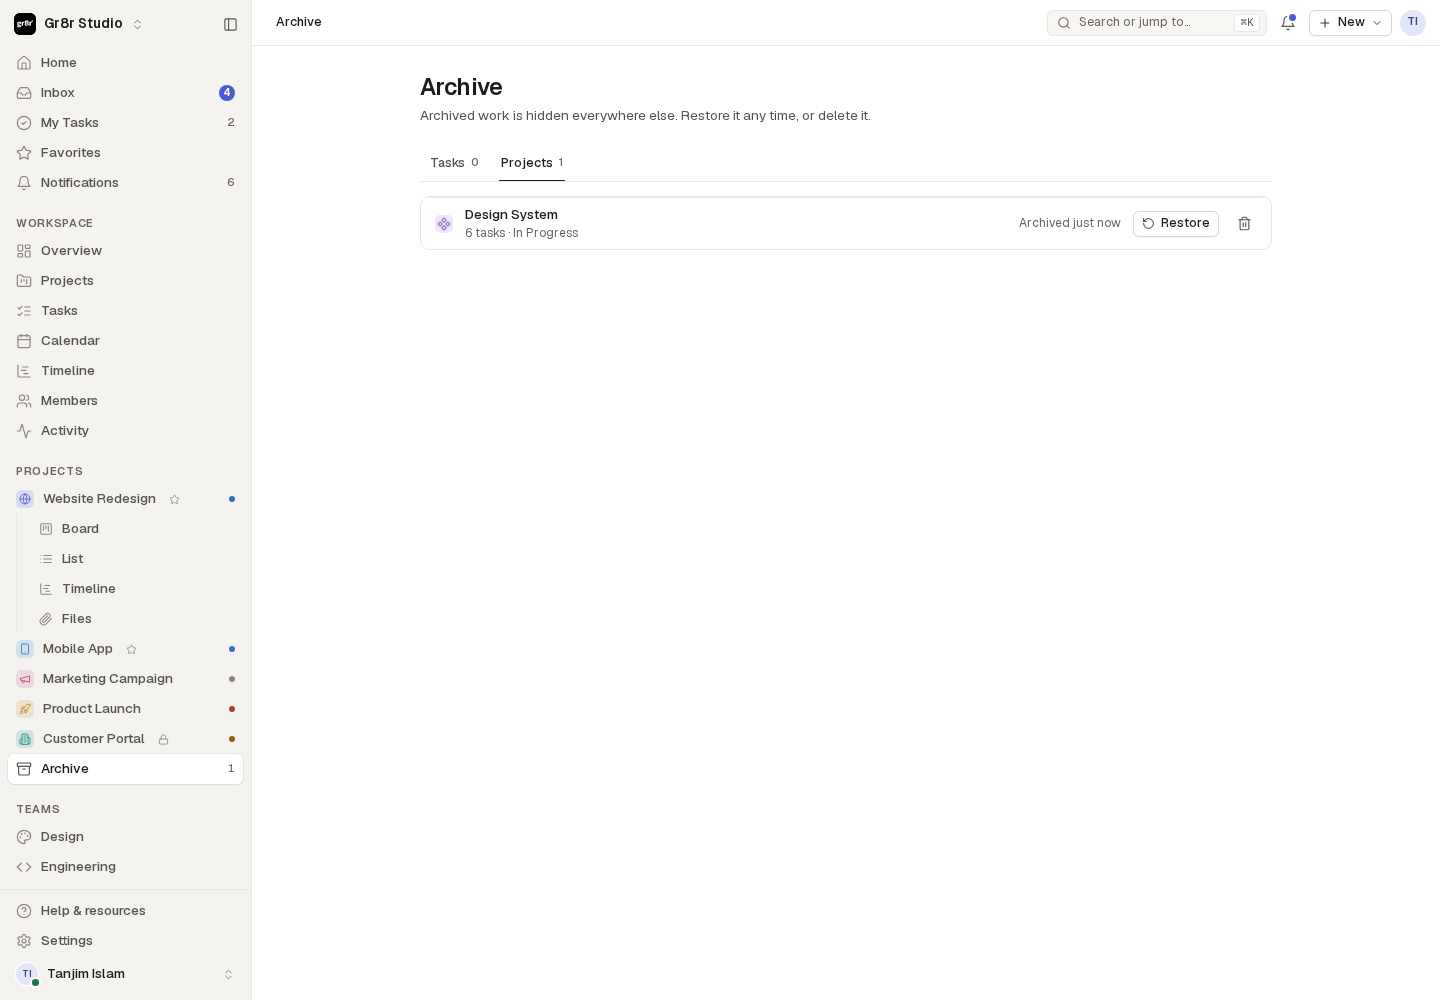 gr8r Gr8r Studio
Home
Inbox 4
My Tasks 2
Favorites
Notifications 6
WORKSPACE
Overview
Projects
Tasks
Calendar
Timeline
Members
Activity
PROJECTS
Website Redesign
Board
List
Timeline
Files
Mobile App
Marketing Campaign
Product Launch
Customer Portal
Archive 1
TEAMS
Design
Engineering
Help & resources
Settings
TI Tanjim Islam
Archive
Search or jump to... ⌘K
New
TI
Archive
Archived work is hidden everywhere else. Restore it any time, or delete it.
Tasks 0 Projects 1
Design System
6 tasks · In Progress
Archived just now Restore